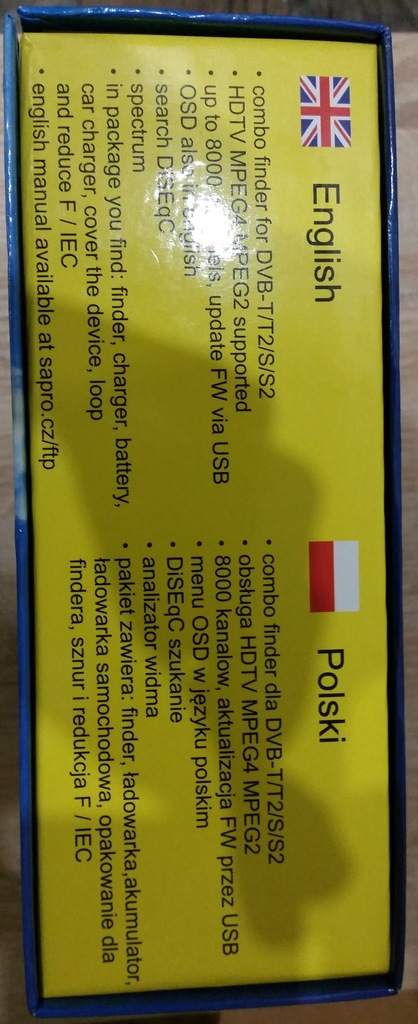 English
• combo finder for DVB-T/T2/S/S2
• HDTV MPEG4 MPEG2 supported
• up to 8000 update FW via USB
• OSD also in english
• search DiSEqC
• spectrum
• in package you find: finder, charger, battery,
car charger, cover the device, loop
and reduce F / IEC
• english manual available at sapro.cz/ftp
Polski
• combo finder dla DVB-T/T2/S/S2
• obsługa HDTV MPEG4 MPEG2
• 8000 kanalow, aktualizacja FW przez USB
• menu OSD w języku polskim
• DiSEqC szukanie
• analizator widma
• pakiet zawiera: finder, ładowarka,akumulator,
ładowarka samochodowa, opakowanie dla
findera, sznur i redukcja F / IEC